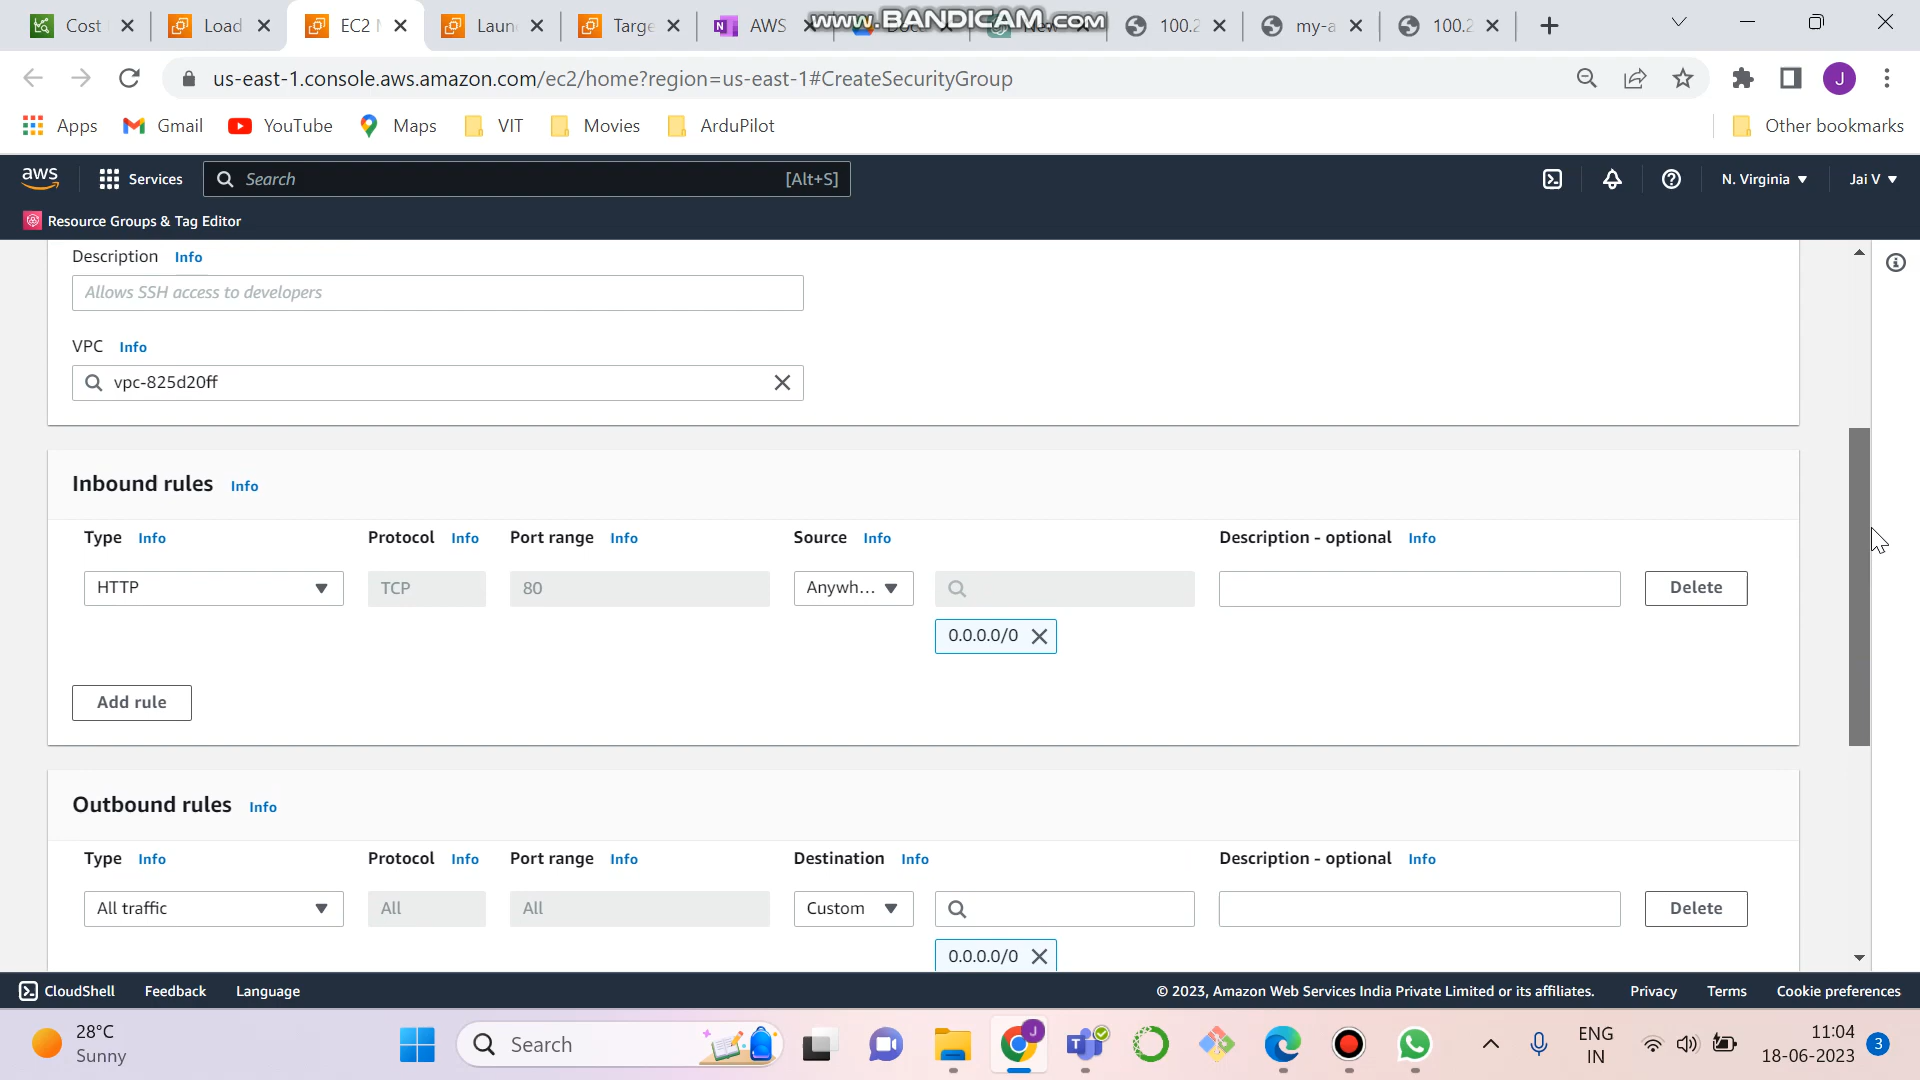 Cost
Load
EC2
Laun
Targe
AWS
www.BANDICAM.com
100.2
my-a
100.2
us-east-1.console.aws.amazon.com/ec2/home?region=us-east-1#CreateSecurityGroup
J
Apps
Gmail
YouTube
Maps
VIT
Movies
ArduPilot
Other bookmarks
aws
Services
Search
[Alt+S]
N. Virginia
Jai V
Resource Groups & Tag Editor
Description Info
Allows SSH access to developers
VPC Info
vpc-825d20ff
Inbound rules Info
Type Info Protocol Info Port range Info Source Info Description - optional Info
HTTP TCP 80 Anywh... Delete
0.0.0.0/0
Add rule
Outbound rules Info
Type Info Protocol Info Port range Info Destination Info Description - optional Info
All traffic All All Custom Delete
0.0.0.0/0
CloudShell Feedback Language © 2023, Amazon Web Services India Private Limited or its affiliates. Privacy Terms Cookie preferences
28°C
Sunny
Search
J
T
ENG
IN
11:04
18-06-2023
3